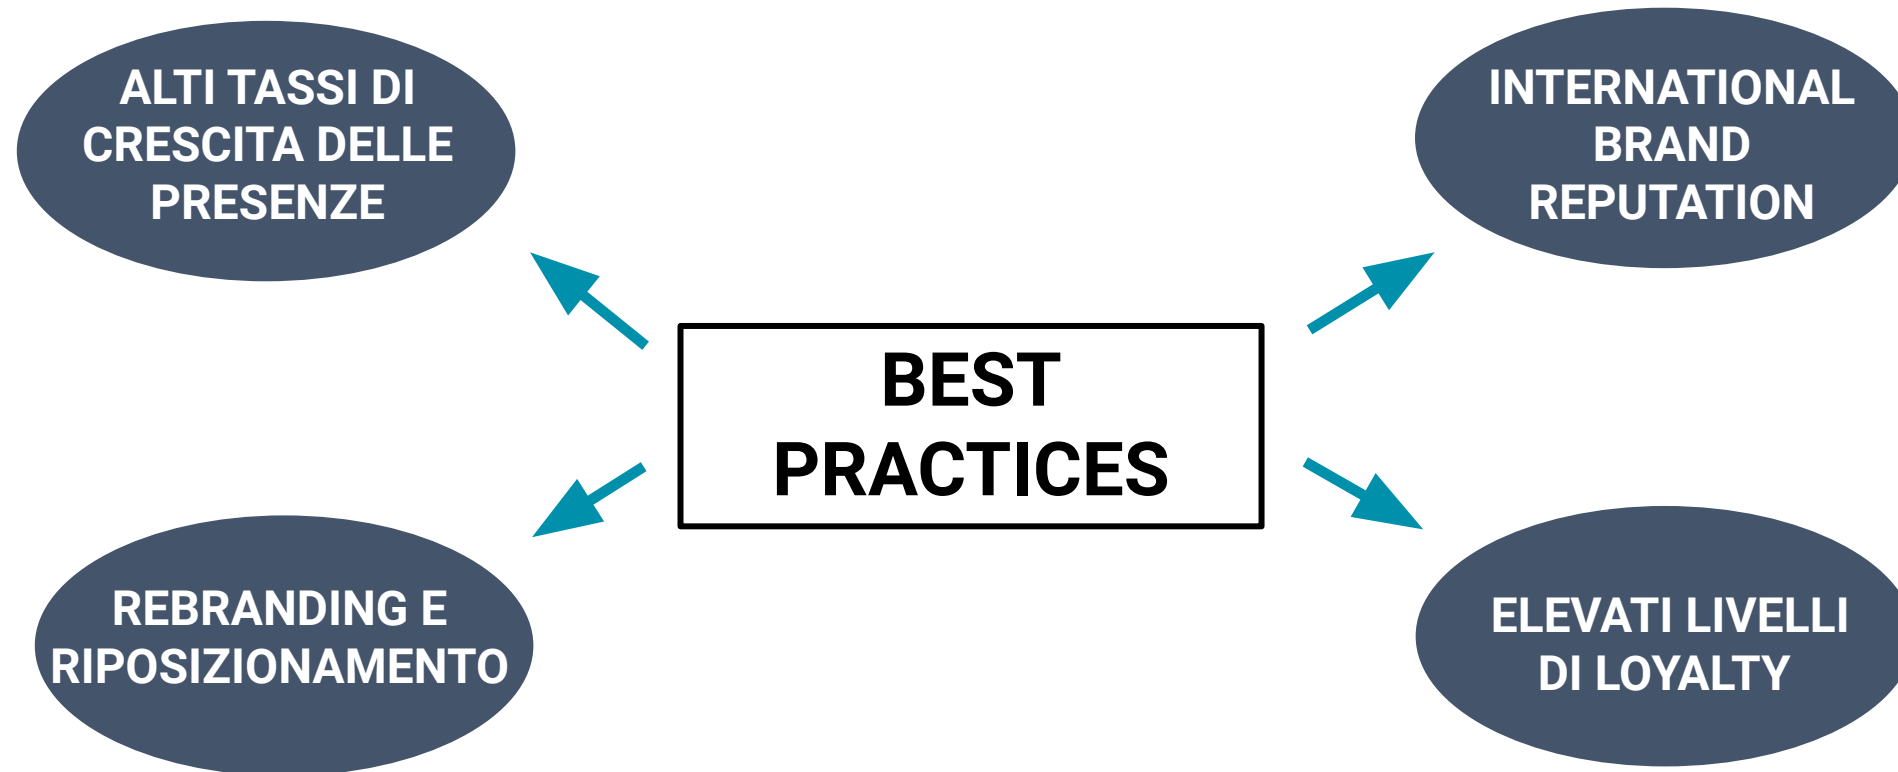 ALTI TASSI DI
CRESCITA DELLE
PRESENZE
INTERNATIONAL
BRAND
REPUTATION
BEST
PRACTICES
REBRANDING E
RIPOSIZIONAMENTO
ELEVATI LIVELLI
DI LOYALTY